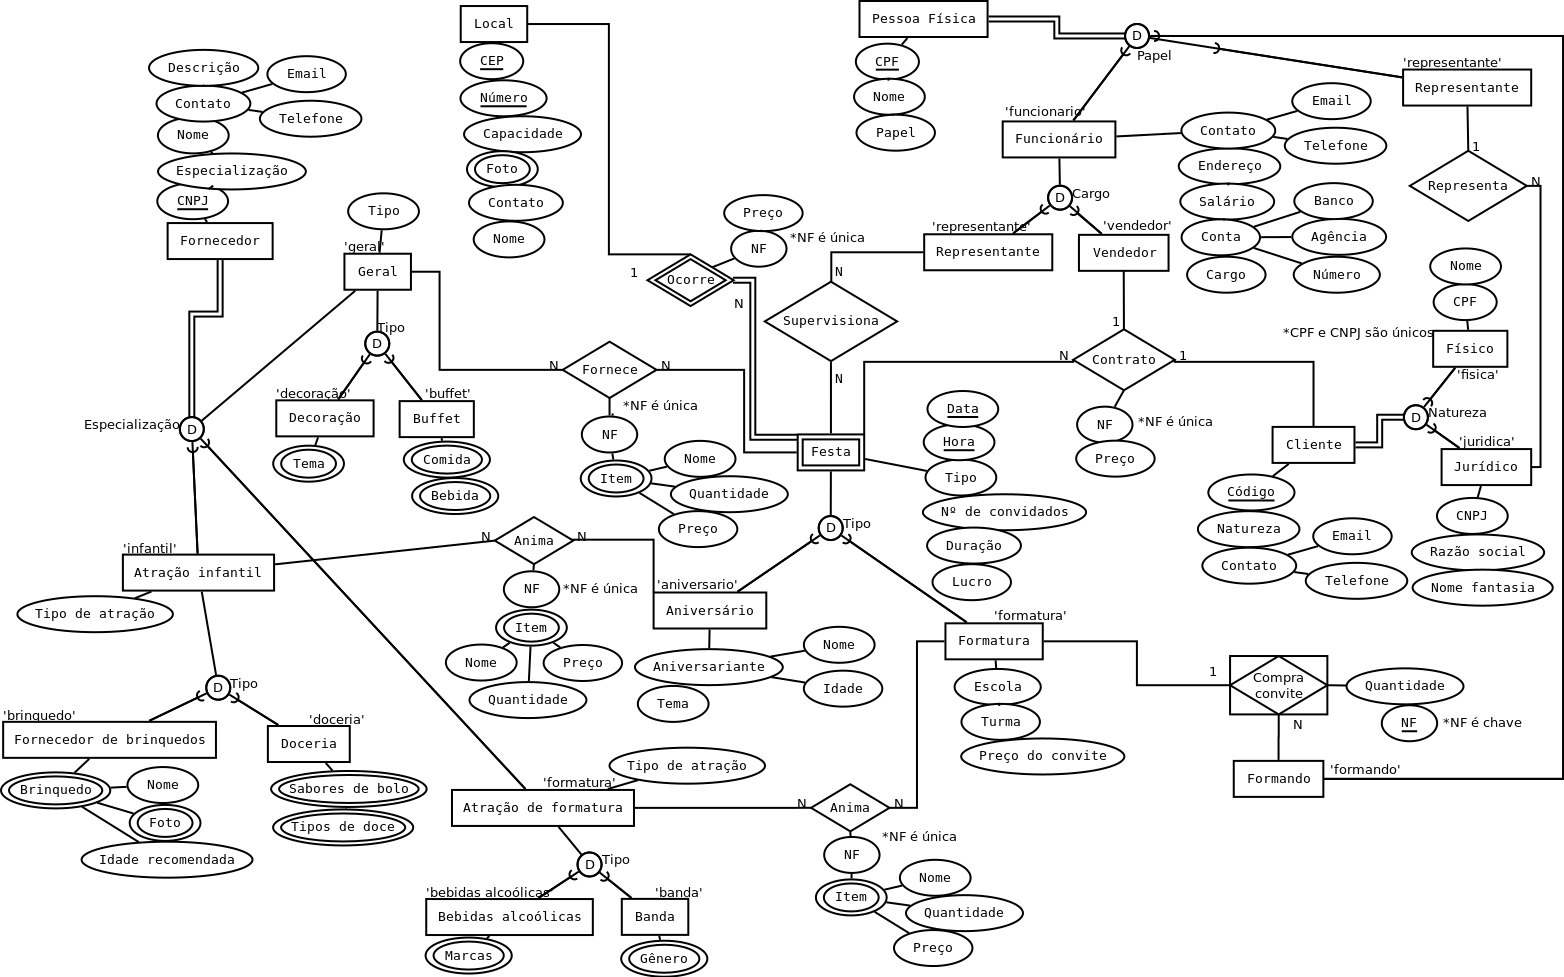 Pessoa Física
Local
Papel
CPF
Nome
Papel
Descrição
Email
Contato
Telefone
Nome
Especialização
CNPJ
Fornecedor
CEP
Número
Capacidade
Foto
Contato
Nome
'representante'
Representante
'funcionario'
Funcionário
Contato
Email
Telefone
Endereço
Salário
Conta
Banco
Agência
Número
Cargo
1
Representa
N
Cargo
'representante'
Representante
'vendedor'
Vendedor
Tipo
'geral'
Geral
Tipo
Preço
NF
*NF é única
1
Ocorre
N
N
Supervisiona
N
1
N
Contrato
1
NF
*NF é única
Preço
Nome
CPF
*CPF e CNPJ são únicos
Físico
'fisica'
Natureza
'juridica'
Jurídico
Cliente
Código
Natureza
Contato
Email
Telefone
CNPJ
Razão social
Nome fantasia
'decoração'
Decoração
Tema
'buffet'
Buffet
Comida
Bebida
N
Fornece
N
*NF é única
NF
Item
Nome
Quantidade
Preço
Festa
Data
Hora
Tipo
Nº de convidados
Duração
Lucro
Tipo
Especialização
'infantil'
Atração infantil
Tipo de atração
N
Anima
N
NF
*NF é única
Item
Nome
Preço
Quantidade
'aniversario'
Aniversário
Aniversariante
Nome
Idade
Tema
'formatura'
Formatura
Escola
Turma
Preço do convite
1
Compra
convite
N
Quantidade
NF
*NF é chave
Formando
'formando'
Tipo
'brinquedo'
Fornecedor de brinquedos
Brinquedo
Nome
Foto
Idade recomendada
'doceria'
Doceria
Sabores de bolo
Tipos de doce
Tipo de atração
'formatura'
Atração de formatura
N
Anima
N
*NF é única
NF
Item
Nome
Quantidade
Preço
Tipo
'bebidas alcoólicas'
Bebidas alcoólicas
Marcas
'banda'
Banda
Gênero
D
D
D
D
D
D
D
D
D